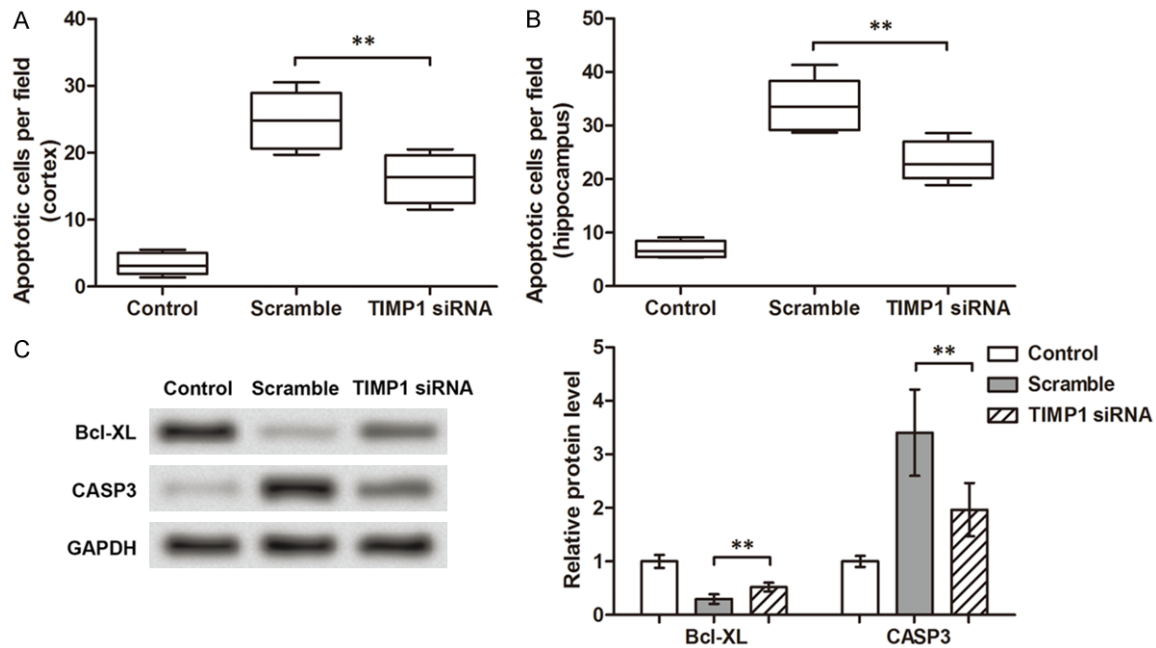 A
Apoptotic cells per field
(cortex)
40
30
20
10
0
**
Control Scramble TIMP1 siRNA
B
Apoptotic cells per field
(hippocampus)
50
40
30
20
10
0
**
Control Scramble TIMP1 siRNA
C
Control Scramble TIMP1 siRNA
Bcl-XL
CASP3
GAPDH
Relative protein level
5
4
3
2
1
0
**
**
Bcl-XL CASP3
Control
Scramble
TIMP1 siRNA